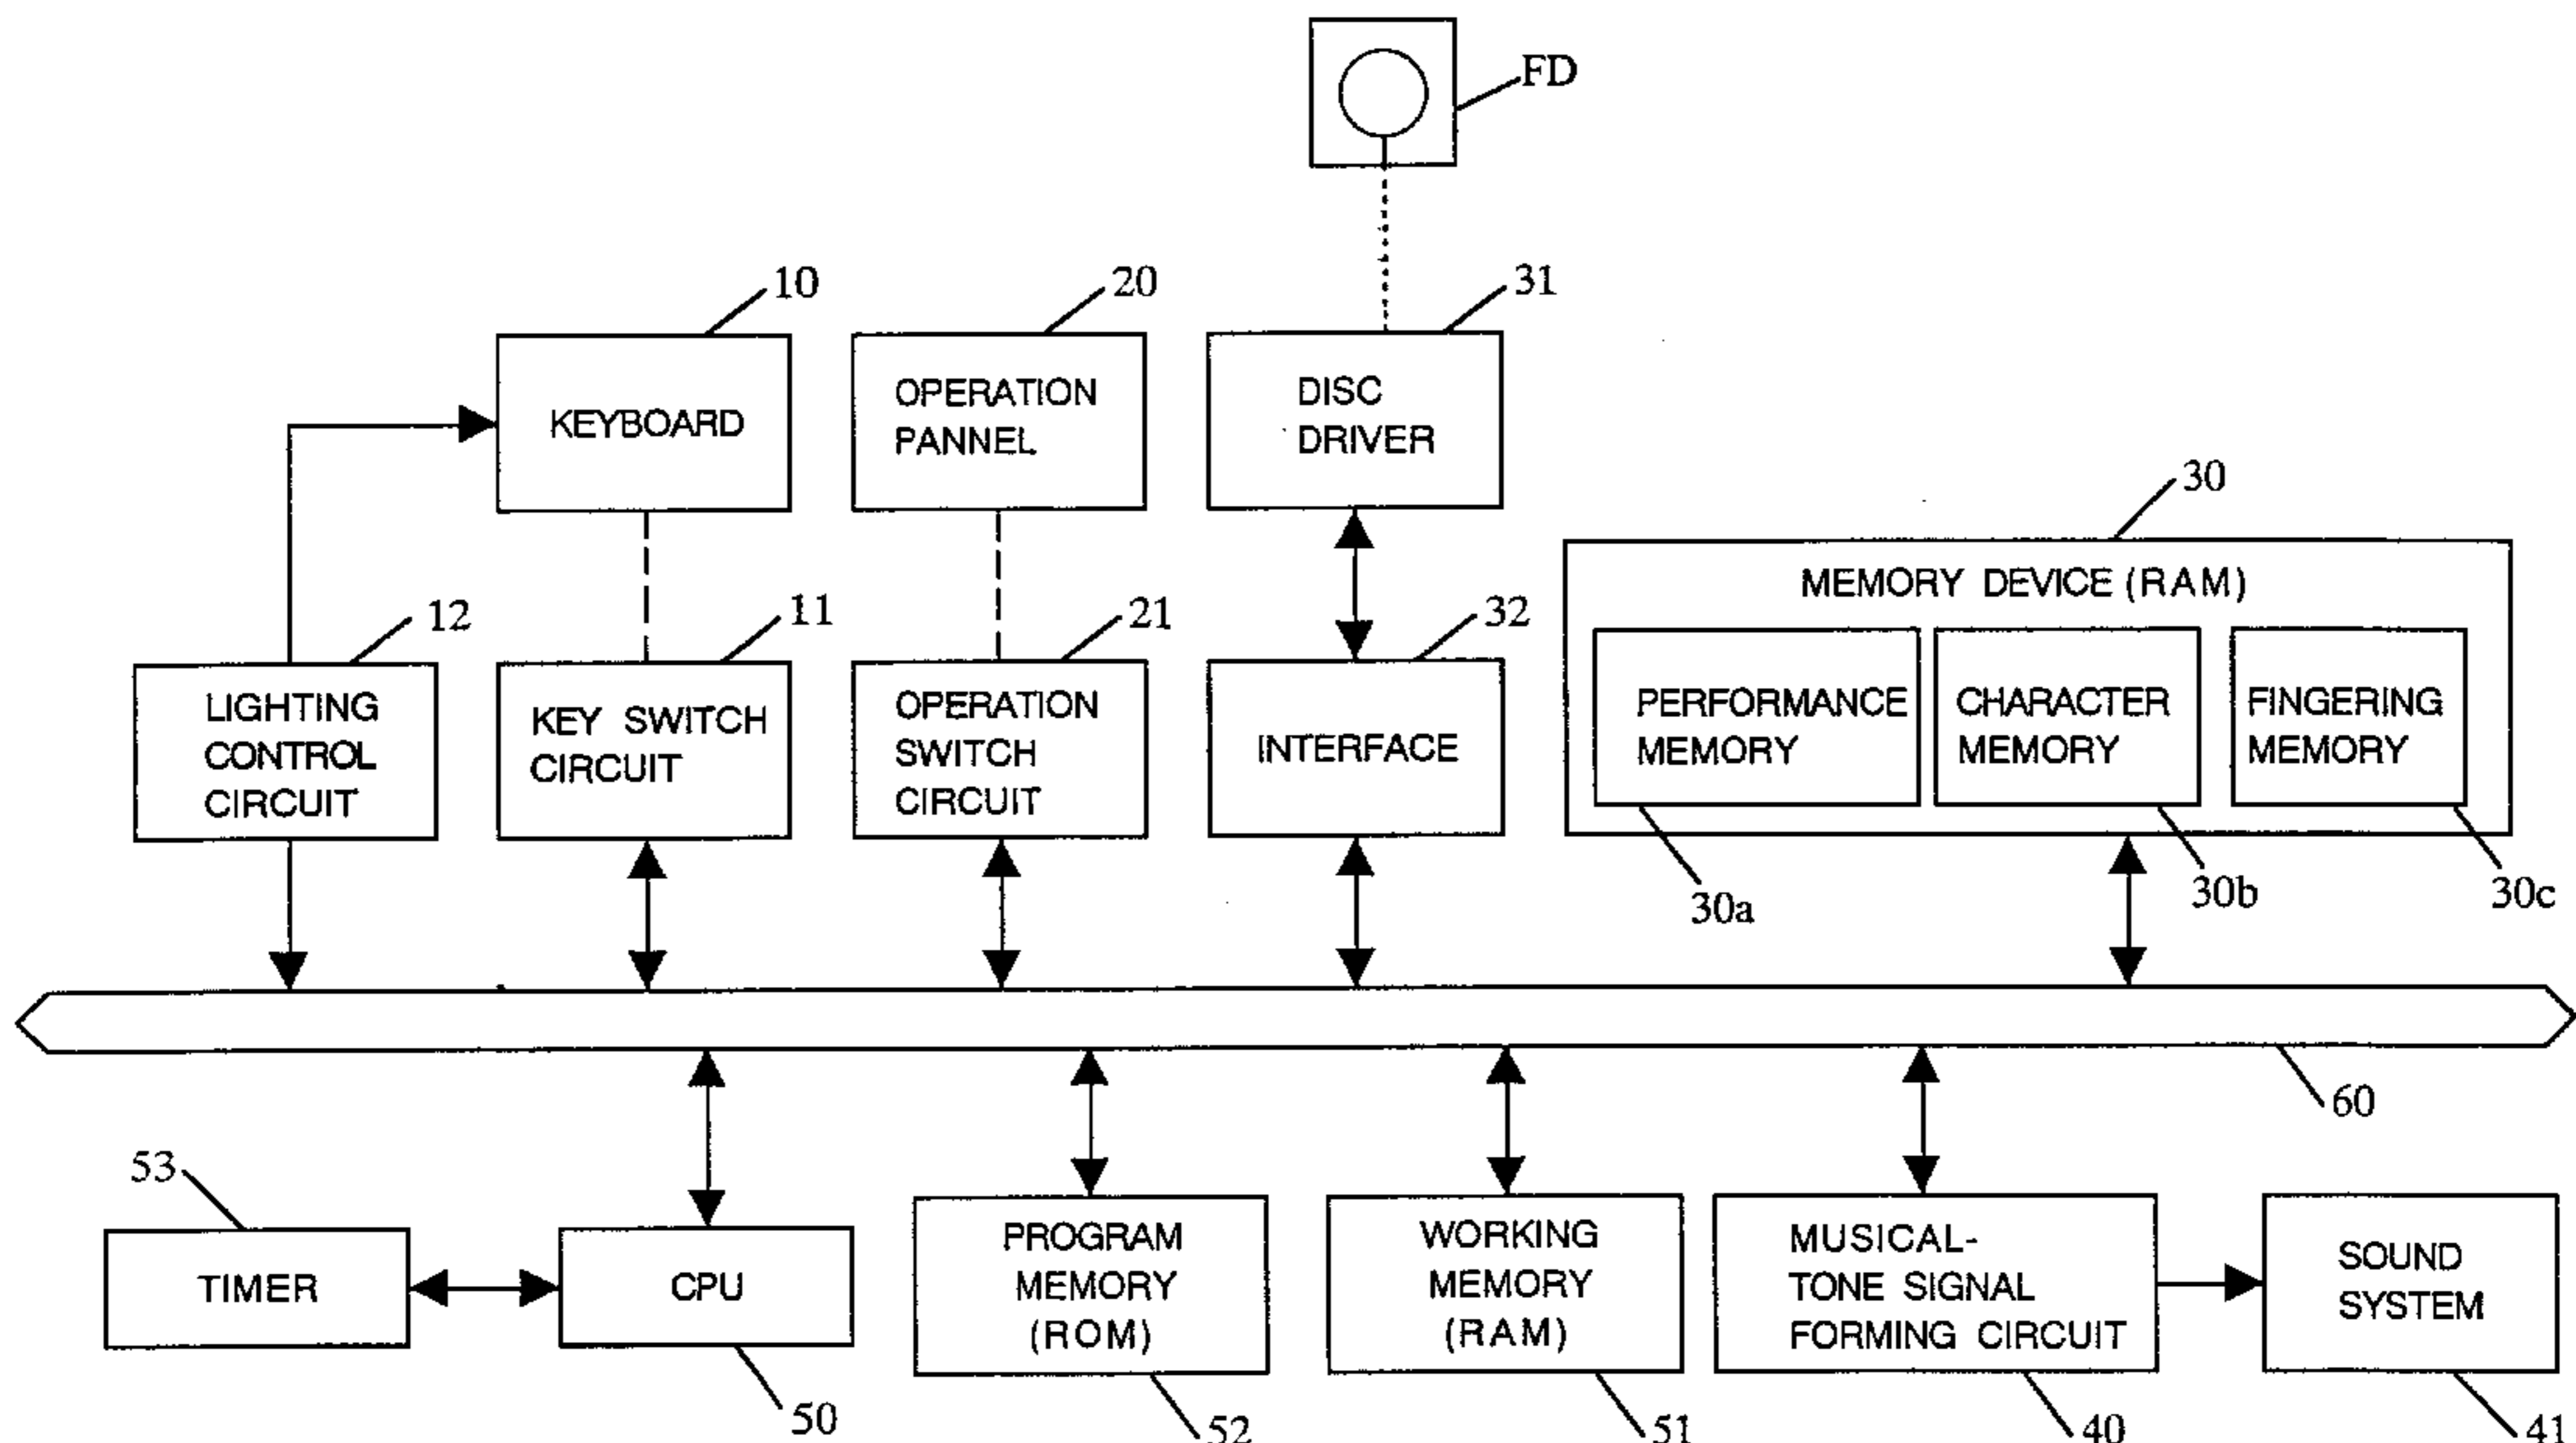 FD
10
20
31
KEYBOARD
OPERATION
PANNEL
DISC
DRIVER
30
MEMORY DEVICE (RAM)
12
11
21
32
LIGHTING
CONTROL
CIRCUIT
KEY SWITCH
CIRCUIT
OPERATION
SWITCH
CIRCUIT
INTERFACE
PERFORMANCE
MEMORY
CHARACTER
MEMORY
FINGERING
MEMORY
30a
30b
30c
60
53
TIMER
CPU
PROGRAM
MEMORY
(ROM)
WORKING
MEMORY
(RAM)
MUSICAL-
TONE SIGNAL
FORMING CIRCUIT
SOUND
SYSTEM
50
52
51
40
41